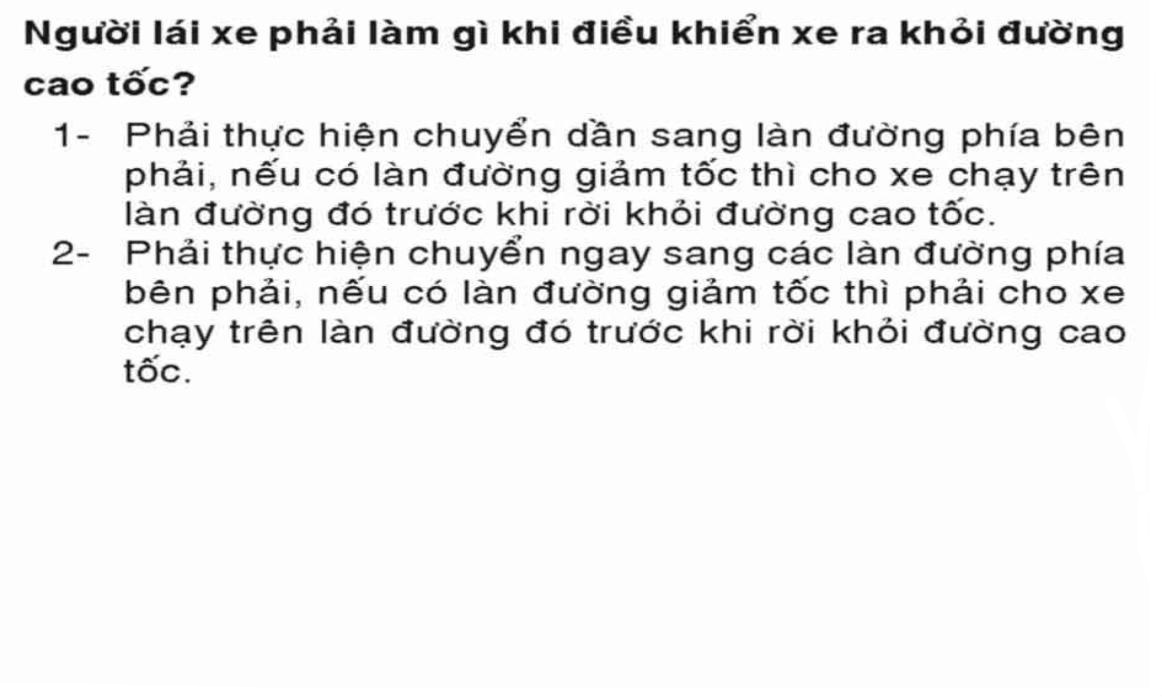 Người lái xe phải làm gì khi điều khiển xe ra khỏi đường
cao tốc?
1- Phải thực hiện chuyển dần sang làn đường phía bên
phải, nếu có làn đường giảm tốc thì cho xe chạy trên
làn đường đó trước khi rời khỏi đường cao tốc.
2- Phải thực hiện chuyển ngay sang các làn đường phía
bên phải, nếu có làn đường giảm tốc thì phải cho xe
chạy trên làn đường đó trước khi rời khỏi đường cao
tốc.